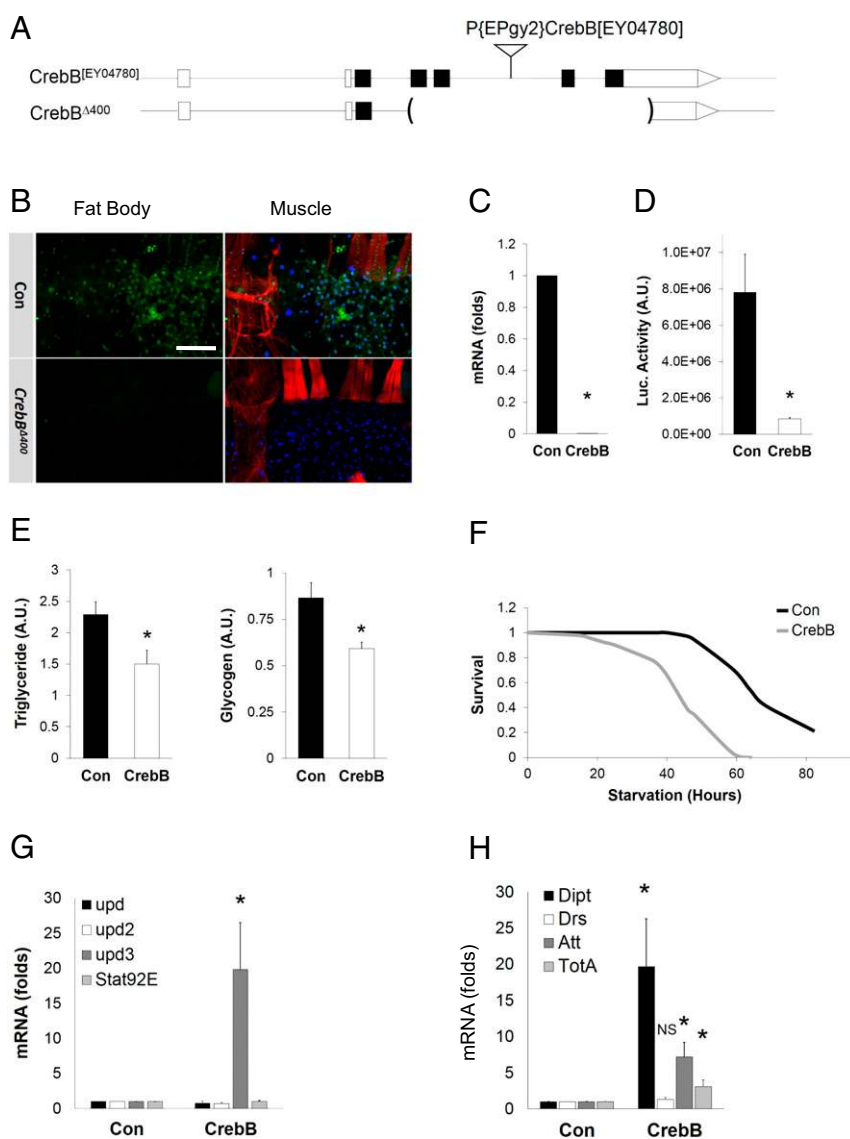 A
P{EPgy2}CrebB[EY04780]
CrebB[EY04780]
CrebBΔ400
B
Fat Body
Muscle
Con
CrebBΔ400
C
mRNA (folds)
1.2
1
0.8
0.6
0.4
0.2
0
*
Con CrebB
D
Luc. Activity (A.U.)
1.0E+07
8.0E+06
6.0E+06
4.0E+06
2.0E+06
0.0E+00
*
Con CrebB
E
Triglyceride (A.U.)
3
2.5
2
1.5
1
0.5
0
*
Con CrebB
Glycogen (A.U.)
1
0.75
0.5
0.25
0
*
Con CrebB
F
Survival
1.2
1
0.8
0.6
0.4
0.2
0
Con
CrebB
0 20 40 60 80
Starvation (Hours)
G
mRNA (folds)
30
25
20
15
10
5
0
upd
upd2
upd3
Stat92E
*
Con CrebB
H
mRNA (folds)
30
25
20
15
10
5
0
Dipt
Drs
Att
TotA
*
NS
*
*
Con CrebB